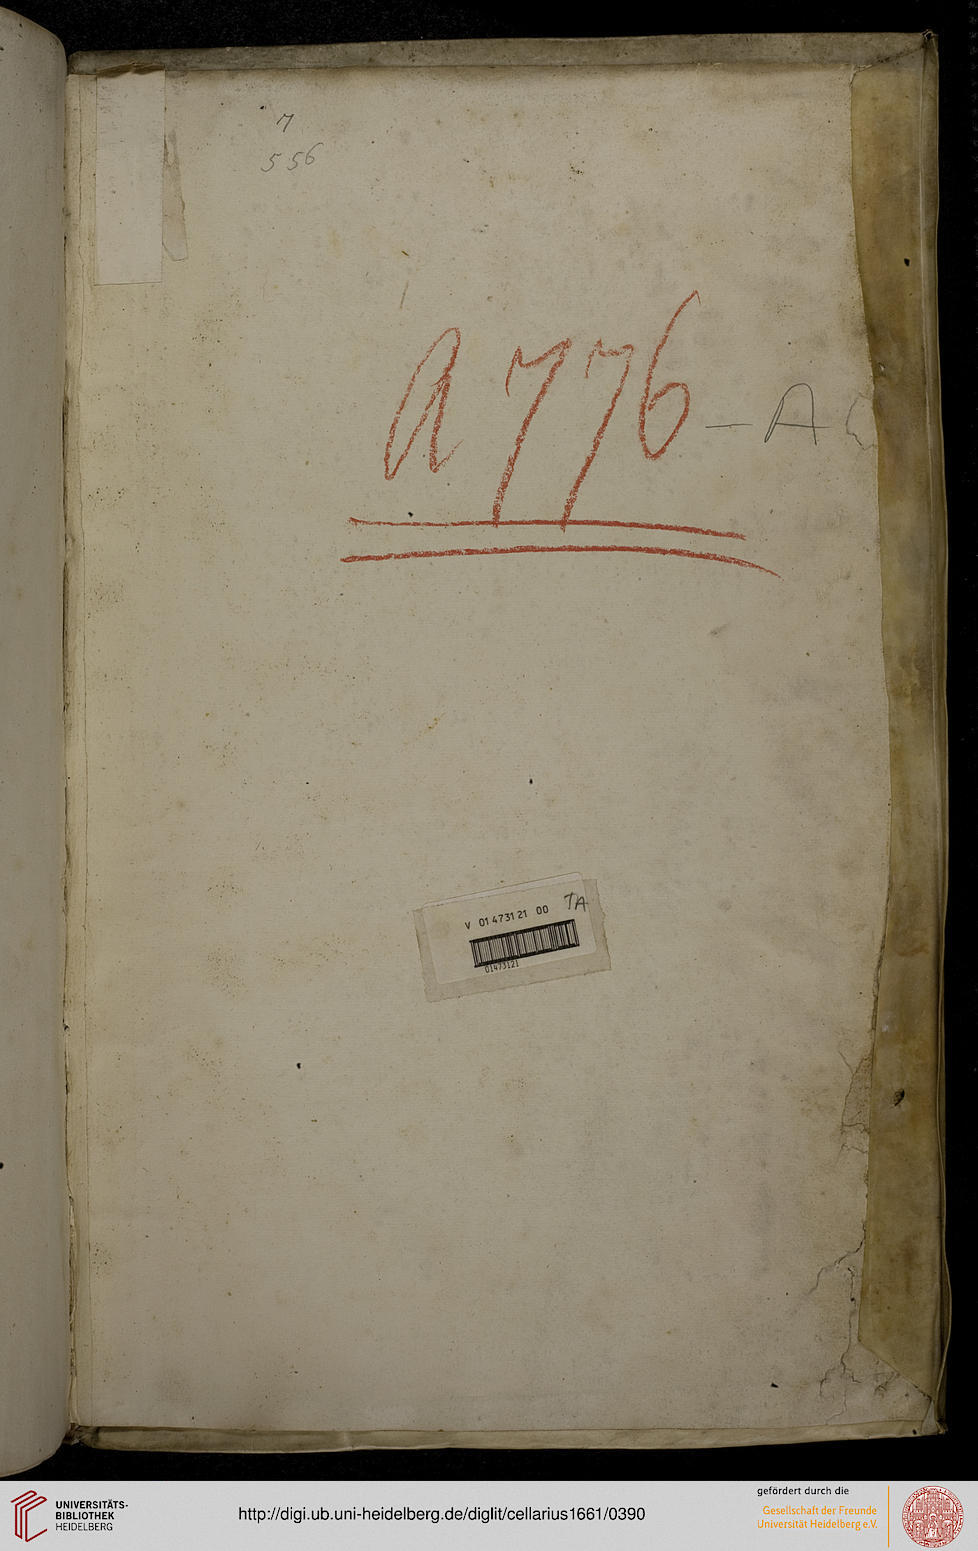 7
556
A 776 - A
V 01473121 00 TA
01473121
UNIVERSITÄTS-
BIBLIOTHEK
HEIDELBERG
http://digi.ub.uni-heidelberg.de/diglit/cellarius1661/0390
gefördert durch die
Gesellschaft der Freunde
Universität Heidelberg e.V.